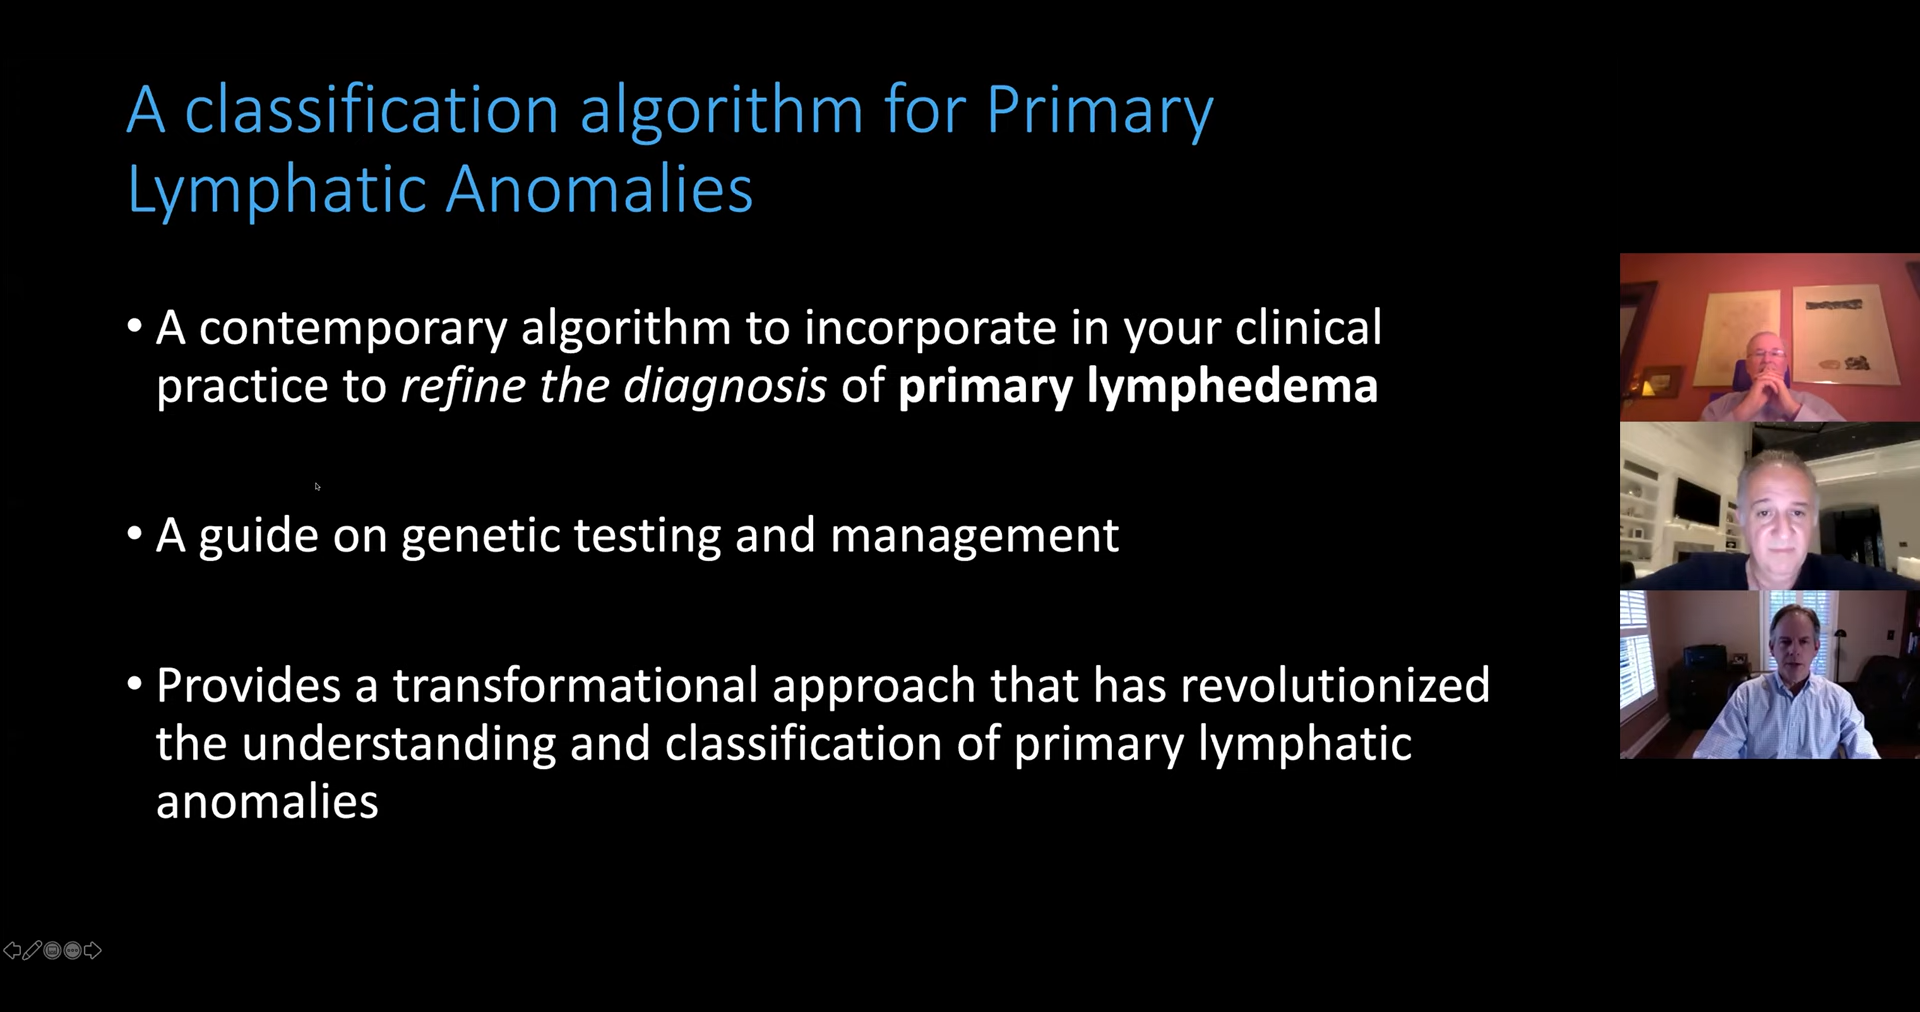 A classification algorithm for Primary
Lymphatic Anomalies
• A contemporary algorithm to incorporate in your clinical
practice to refine the diagnosis of primary lymphedema
• A guide on genetic testing and management
• Provides a transformational approach that has revolutionized
the understanding and classification of primary lymphatic
anomalies